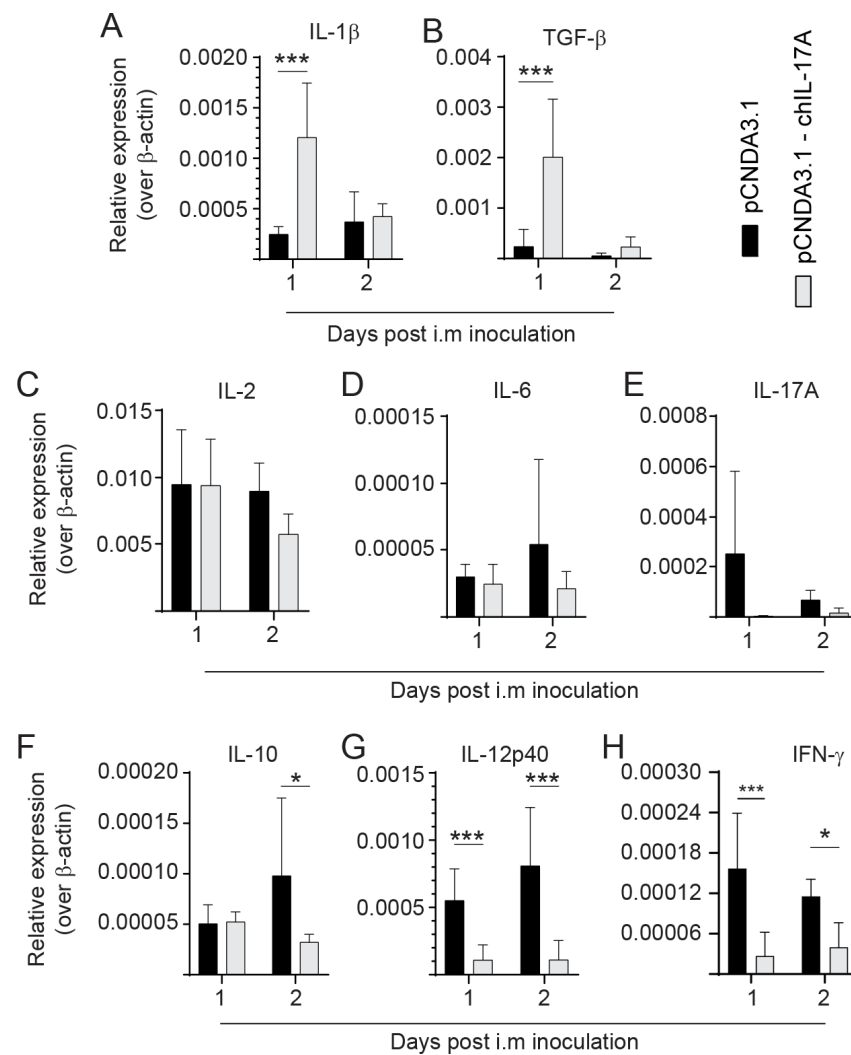 A
IL-1β
0.0020
0.0015
0.0010
0.0005
***
1
2
B
TGF-β
0.004
0.003
0.002
0.001
***
1
2
Relative expression
(over β-actin)
Days post i.m inoculation
pCNDA3.1
pCNDA3.1 - chIL-17A
C
IL-2
0.015
0.010
0.005
1
2
D
IL-6
0.00015
0.00010
0.00005
1
2
E
IL-17A
0.0008
0.0006
0.0004
0.0002
1
2
Relative expression
(over β-actin)
Days post i.m inoculation
F
IL-10
0.00020
0.00015
0.00010
0.00005
*
1
2
G
IL-12p40
0.0015
0.0010
0.0005
***
***
1
2
H
IFN-γ
0.00030
0.00024
0.00018
0.00012
0.00006
***
*
1
2
Relative expression
(over β-actin)
Days post i.m inoculation